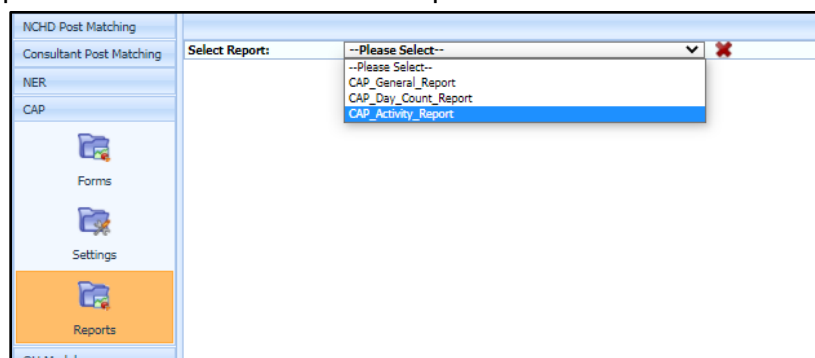 NCHD Post Matching
Consultant Post Matching
NER
CAP
Forms
Settings
Reports
Select Report:
--Please Select--
--Please Select--
CAP_General_Report
CAP_Day_Count_Report
CAP_Activity_Report